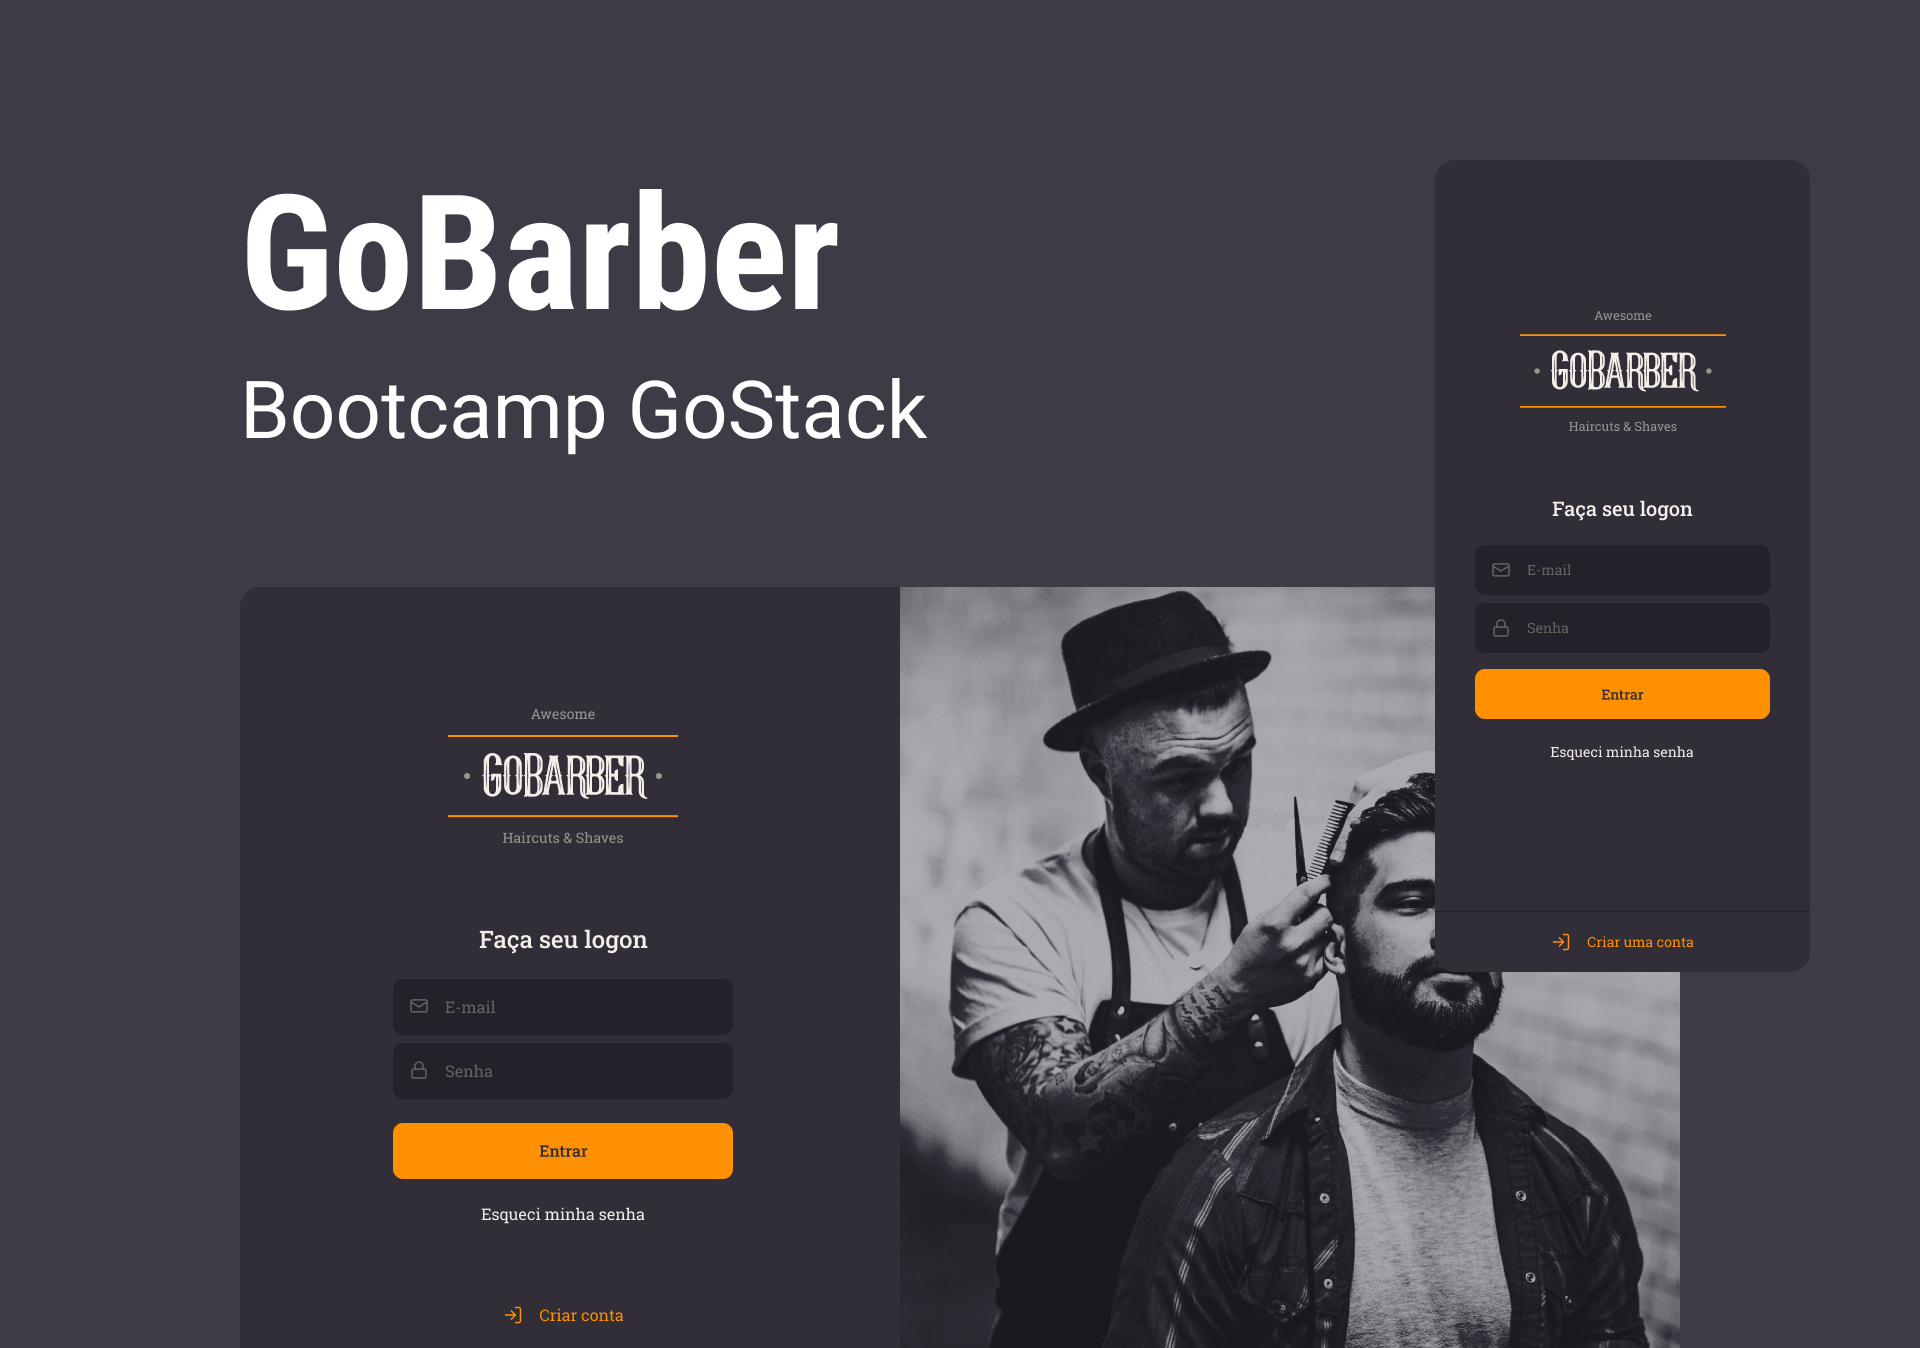 GoBarber
Bootcamp GoStack
Awesome
GOBARBER
Haircuts & Shaves
Faça seu logon
E-mail
Senha
Entrar
Esqueci minha senha
Criar conta
Awesome
GOBARBER
Haircuts & Shaves
Faça seu logon
E-mail
Senha
Entrar
Esqueci minha senha
Criar uma conta